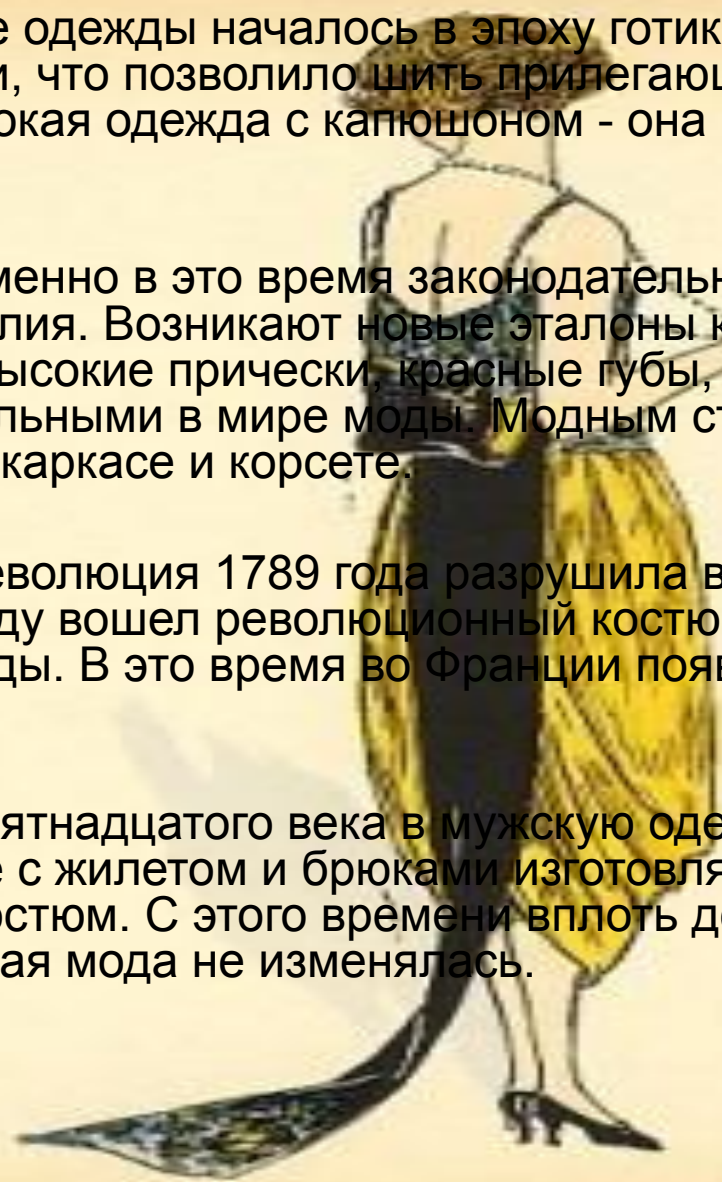 е одежды началось в эпоху готик
и, что позволило шить прилегающ
окая одежда с капюшоном - она
менно в это время законодательн
лия. Возникают новые эталоны к
ысокие прически, красные губы,
льными в мире моды. Модным ст
каркасе и корсете.
еволюция 1789 года разрушила в
ду вошел революционный костю
ды. В это время во Франции появ
ятнадцатого века в мужскую оде
е с жилетом и брюками изготовля
остюм. С этого времени вплоть до
ая мода не изменялась.